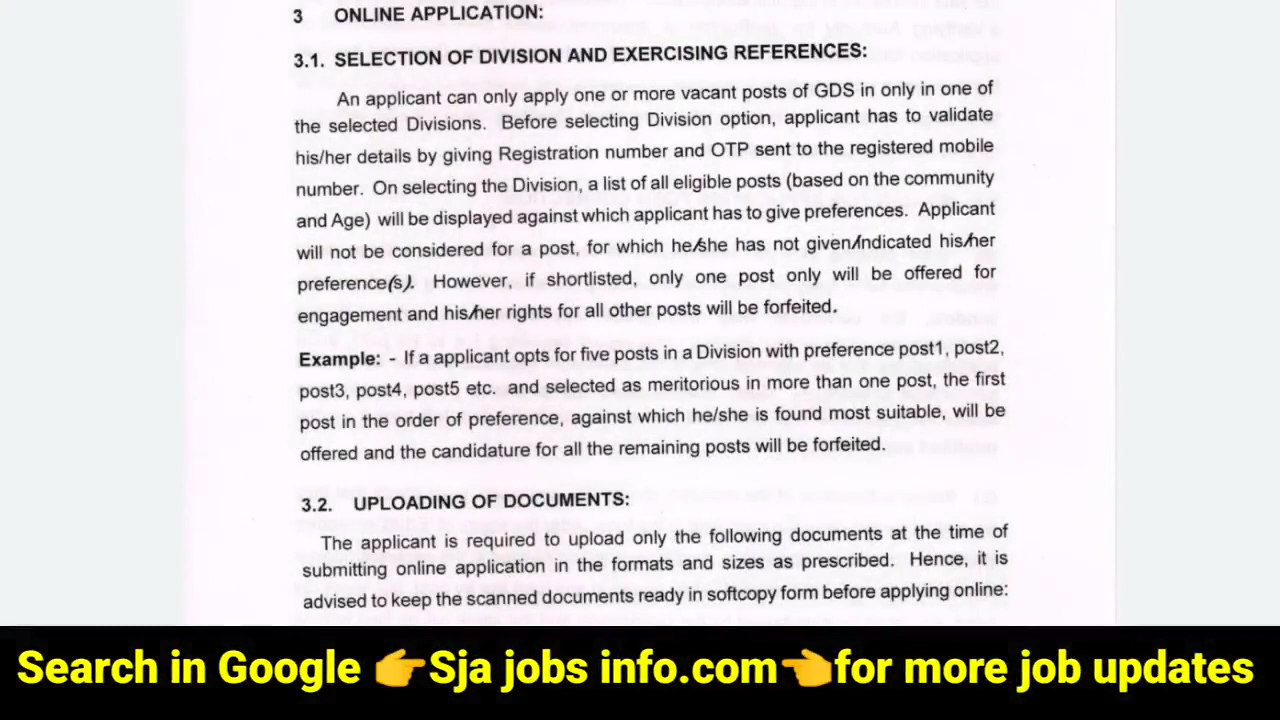 3 ONLINE APPLICATION:
3.1. SELECTION OF DIVISION AND EXERCISING REFERENCES:
An applicant can only apply one or more vacant posts of GDS in only in one of
the selected Divisions. Before selecting Division option, applicant has to validate
his/her details by giving Registration number and OTP sent to the registered mobile
number. On selecting the Division, a list of all eligible posts (based on the community
and Age) will be displayed against which applicant has to give preferences. Applicant
will not be considered for a post, for which he/she has not given/indicated his/her
preference(s). However, if shortlisted, only one post only will be offered for
engagement and his/her rights for all other posts will be forfeited.
Example: - If a applicant opts for five posts in a Division with preference post1, post2,
post3, post4, post5 etc. and selected as meritorious in more than one post, the first
post in the order of preference, against which he/she is found most suitable, will be
offered and the candidature for all the remaining posts will be forfeited.
3.2. UPLOADING OF DOCUMENTS:
The applicant is required to upload only the following documents at the time of
submitting online application in the formats and sizes as prescribed. Hence, it is
advised to keep the scanned documents ready in softcopy form before applying online:
Search in Google 👉Sja jobs info.com👈for more job updates